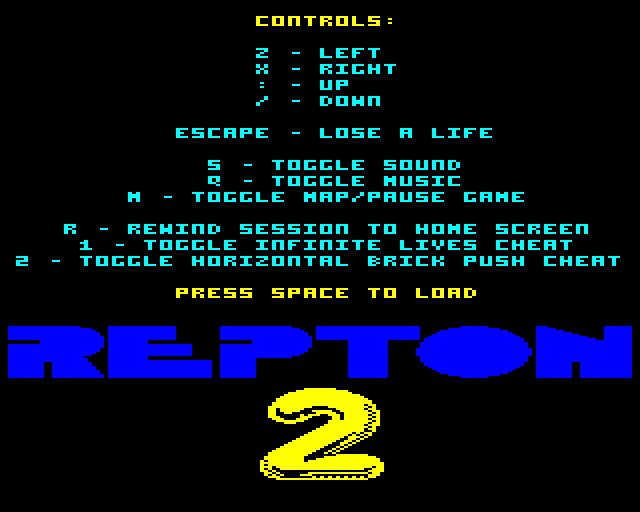 CONTROLS:
Z - LEFT
X - RIGHT
: - UP
/ - DOWN
ESCAPE - LOSE A LIFE
S - TOGGLE SOUND
Q - TOGGLE MUSIC
M - TOGGLE MAP/PAUSE GAME
R - REWIND SESSION TO HOME SCREEN
1 - TOGGLE INFINITE LIVES CHEAT
2 - TOGGLE HORIZONTAL BRICK PUSH CHEAT
PRESS SPACE TO LOAD
REPTON
2